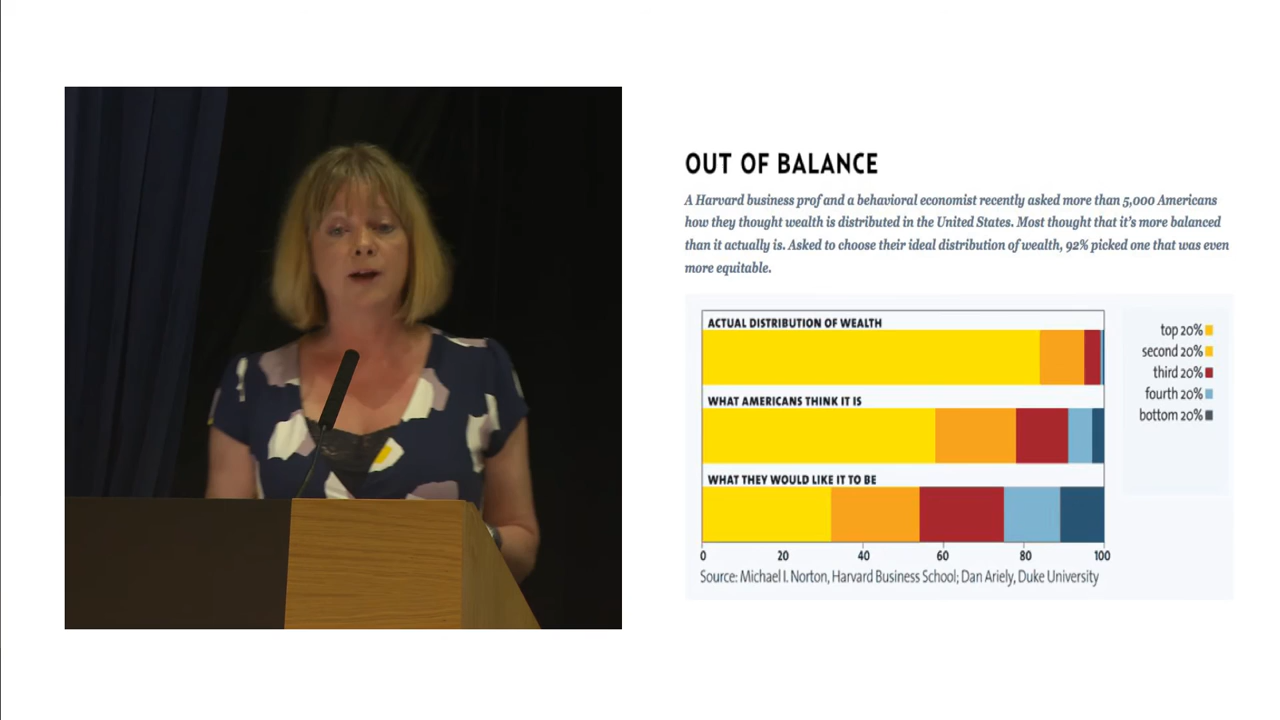 OUT OF BALANCE
A Harvard business prof and a behavioral economist recently asked more than 5,000 Americans
how they thought wealth is distributed in the United States. Most thought that it's more balanced
than it actually is. Asked to choose their ideal distribution of wealth, 92% picked one that was even
more equitable.
ACTUAL DISTRIBUTION OF WEALTH
WHAT AMERICANS THINK IT IS
WHAT THEY WOULD LIKE IT TO BE
0 20 40 60 80 100
top 20%
second 20%
third 20%
fourth 20%
bottom 20%
Source: Michael I. Norton, Harvard Business School; Dan Ariely, Duke University